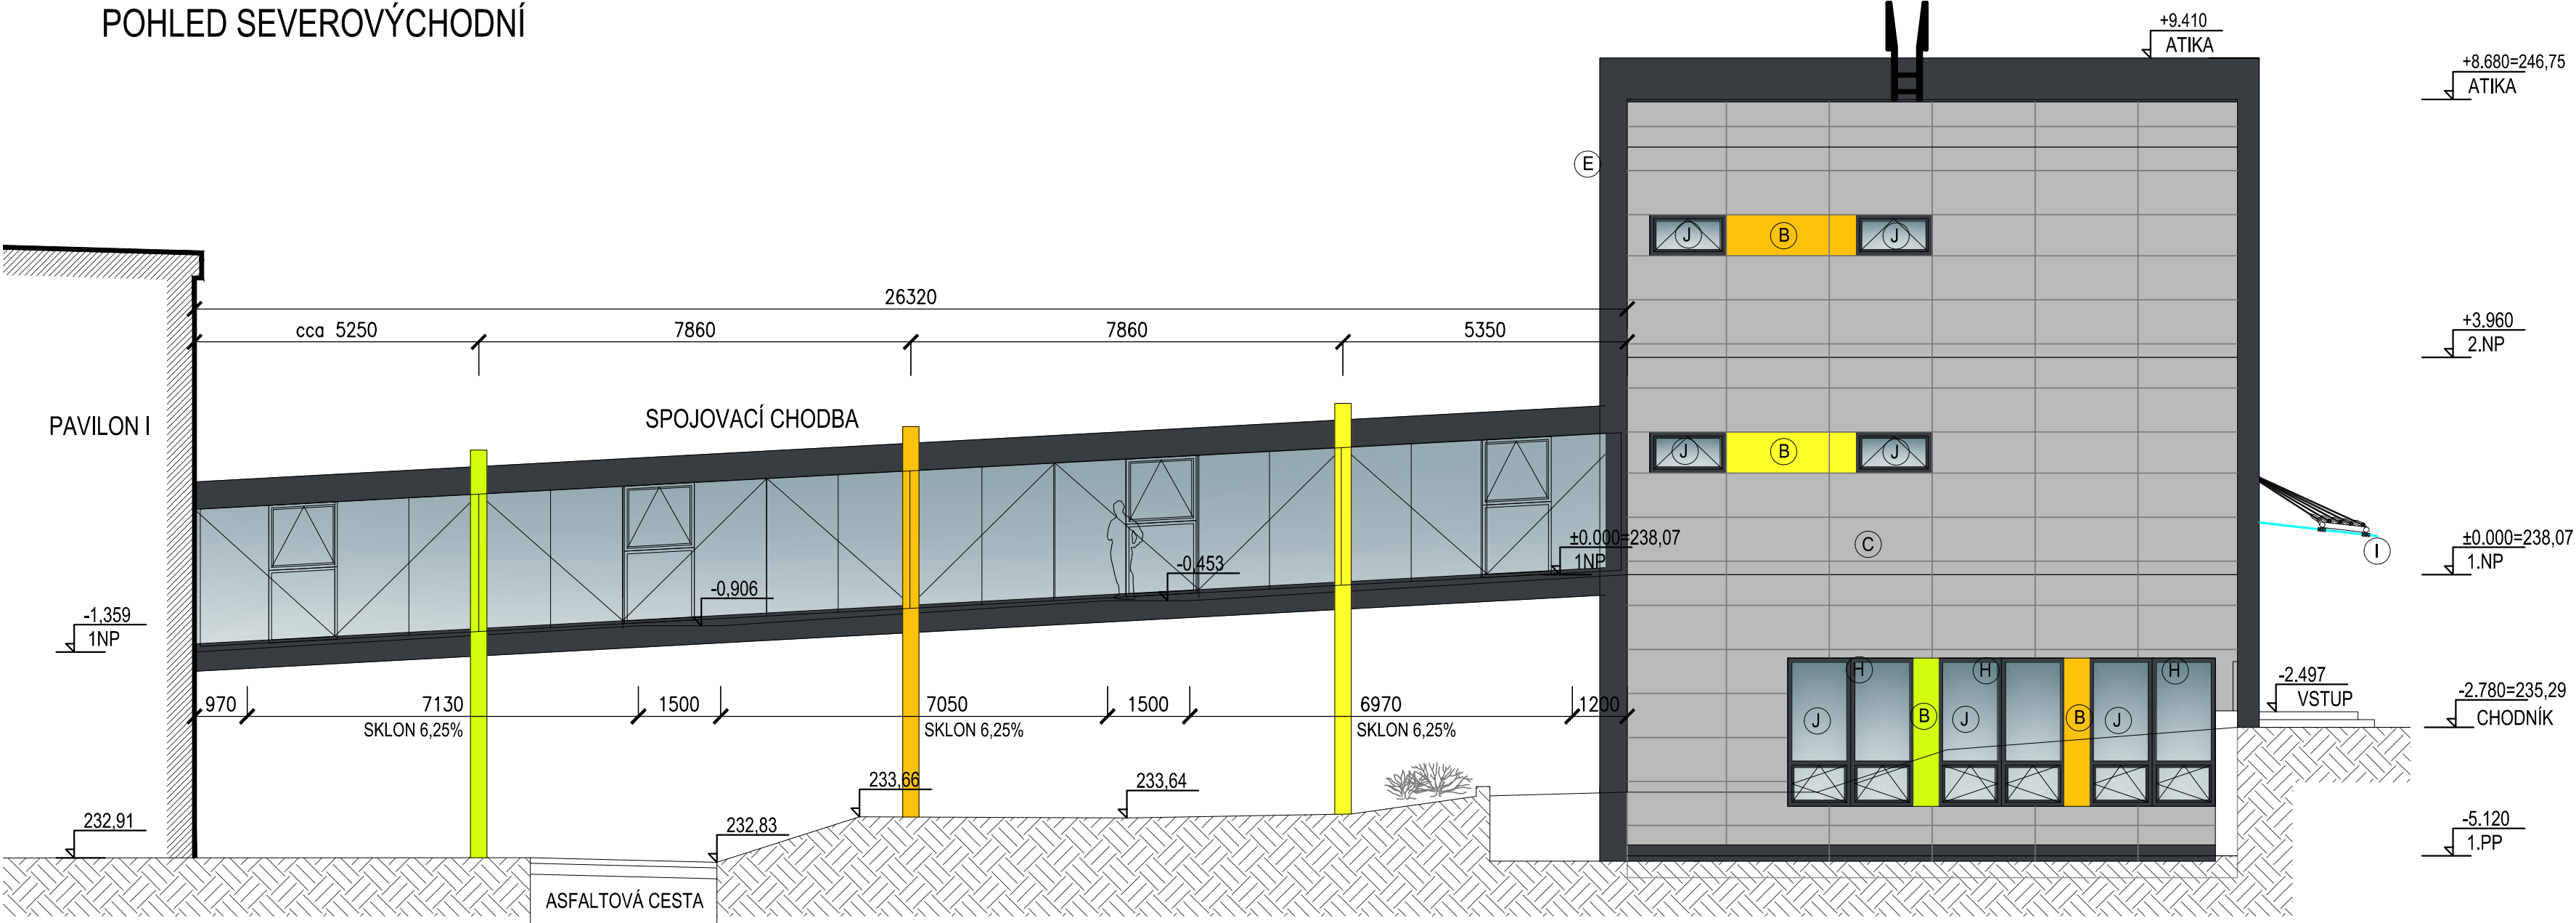 POHLED SEVEROVÝCHODNÍ
+9.410
ATIKA
+8.680=246,75
ATIKA
E
J
B
J
26320
cca 5250
7860
7860
5350
+3.960
2.NP
PAVILON I
SPOJOVACÍ CHODBA
J
B
J
±0.000=238,07
1NP
C
±0.000=238,07
1.NP
I
-0,453
-0,906
-1,359
1NP
H
H
H
-2.497
VSTUP
-2.780=235,29
CHODNÍK
970
7130
1500
7050
1500
6970
1200
SKLON 6,25%
SKLON 6,25%
SKLON 6,25%
J
B
J
B
J
233,66
233,64
232,91
232,83
-5.120
1.PP
ASFALTOVÁ CESTA